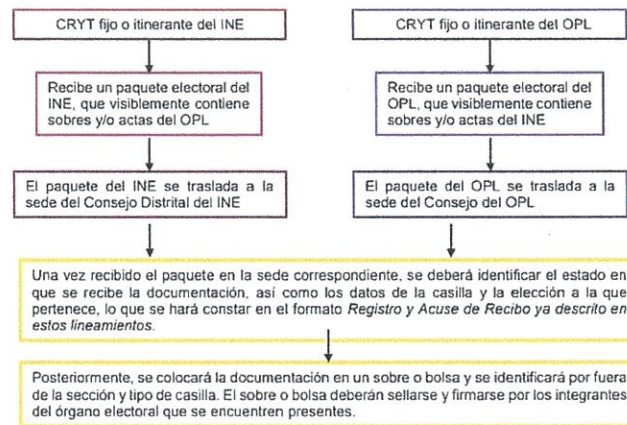 CRYT fijo o itinerante del INE
CRYT fijo o itinerante del OPL
Recibe un paquete electoral del
INE, que visiblemente contiene
sobres y/o actas del OPL
Recibe un paquete electoral del
OPL, que visiblemente contiene
sobres y/o actas del INE
El paquete del INE se traslada a la
sede del Consejo Distrital del INE
El paquete del OPL se traslada a la
sede del Consejo del OPL
Una vez recibido el paquete en la sede correspondiente, se deberá identificar el estado en
que se recibe la documentación, así como los datos de la casilla y la elección a la que
pertenece, lo que se hará constar en el formato Registro y Acuse de Recibo ya descrito en
estos lineamientos.
Posteriormente, se colocará la documentación en un sobre o bolsa y se identificará por fuera
de la sección y tipo de casilla. El sobre o bolsa deberán sellarse y firmarse por los integrantes
del órgano electoral que se encuentren presentes.